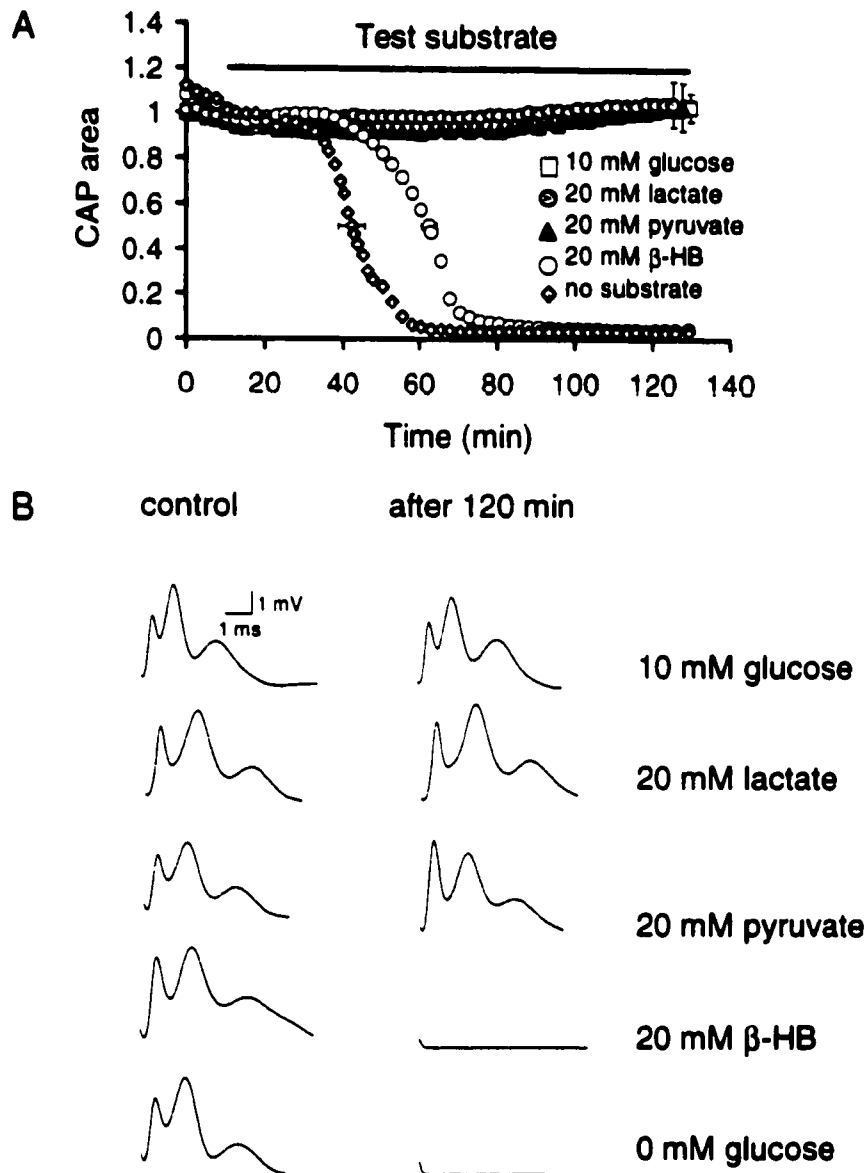 A
Test substrate
1.4
1.2
1
0.8
0.6
0.4
0.2
0
CAP area
10 mM glucose
20 mM lactate
20 mM pyruvate
20 mM β-HB
no substrate
0 20 40 60 80 100 120 140
Time (min)
B
control after 120 min
1 mV
1 ms
10 mM glucose
20 mM lactate
20 mM pyruvate
20 mM β-HB
0 mM glucose